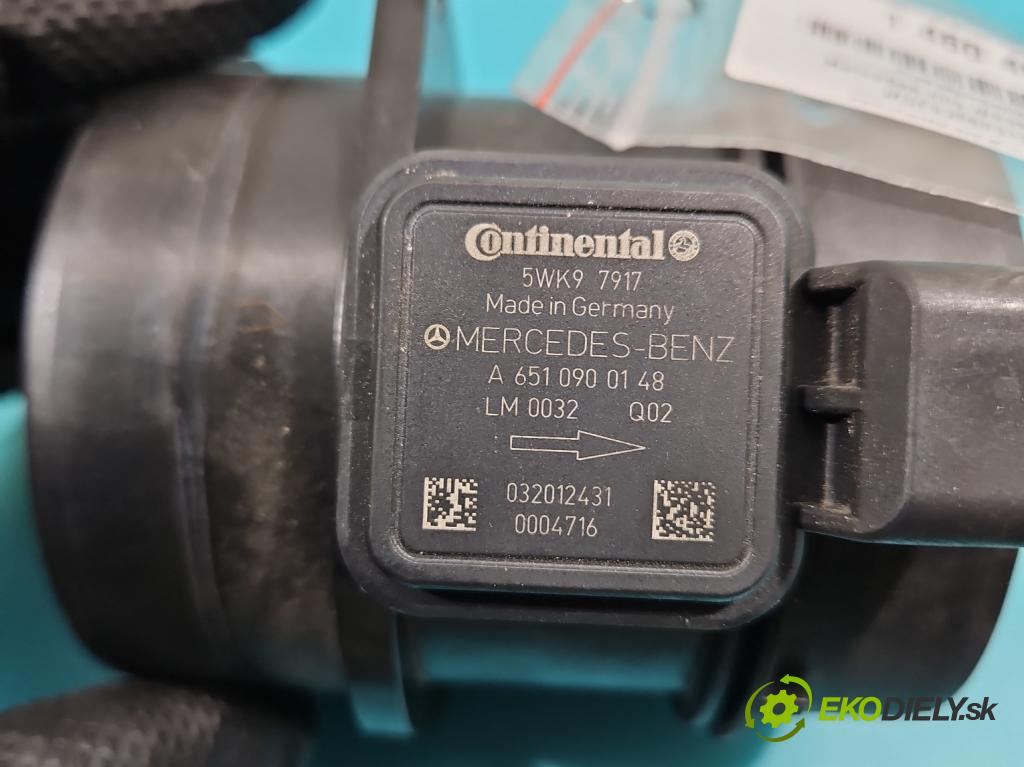 Continental
5WK9 7917
Made in Germany
MERCEDES-BENZ
A 651 090 01 48
LM 0032 Q02
032012431
0004716
EKODIELY.sk